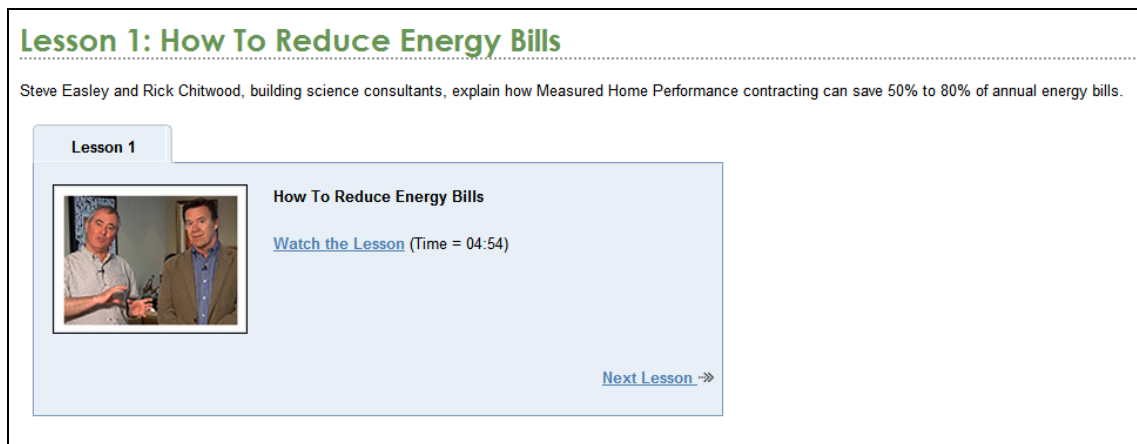 Lesson 1: How To Reduce Energy Bills
Steve Easley and Rick Chitwood, building science consultants, explain how Measured Home Performance contracting can save 50% to 80% of annual energy bills.
Lesson 1
How To Reduce Energy Bills
Watch the Lesson (Time = 04:54)
Next Lesson